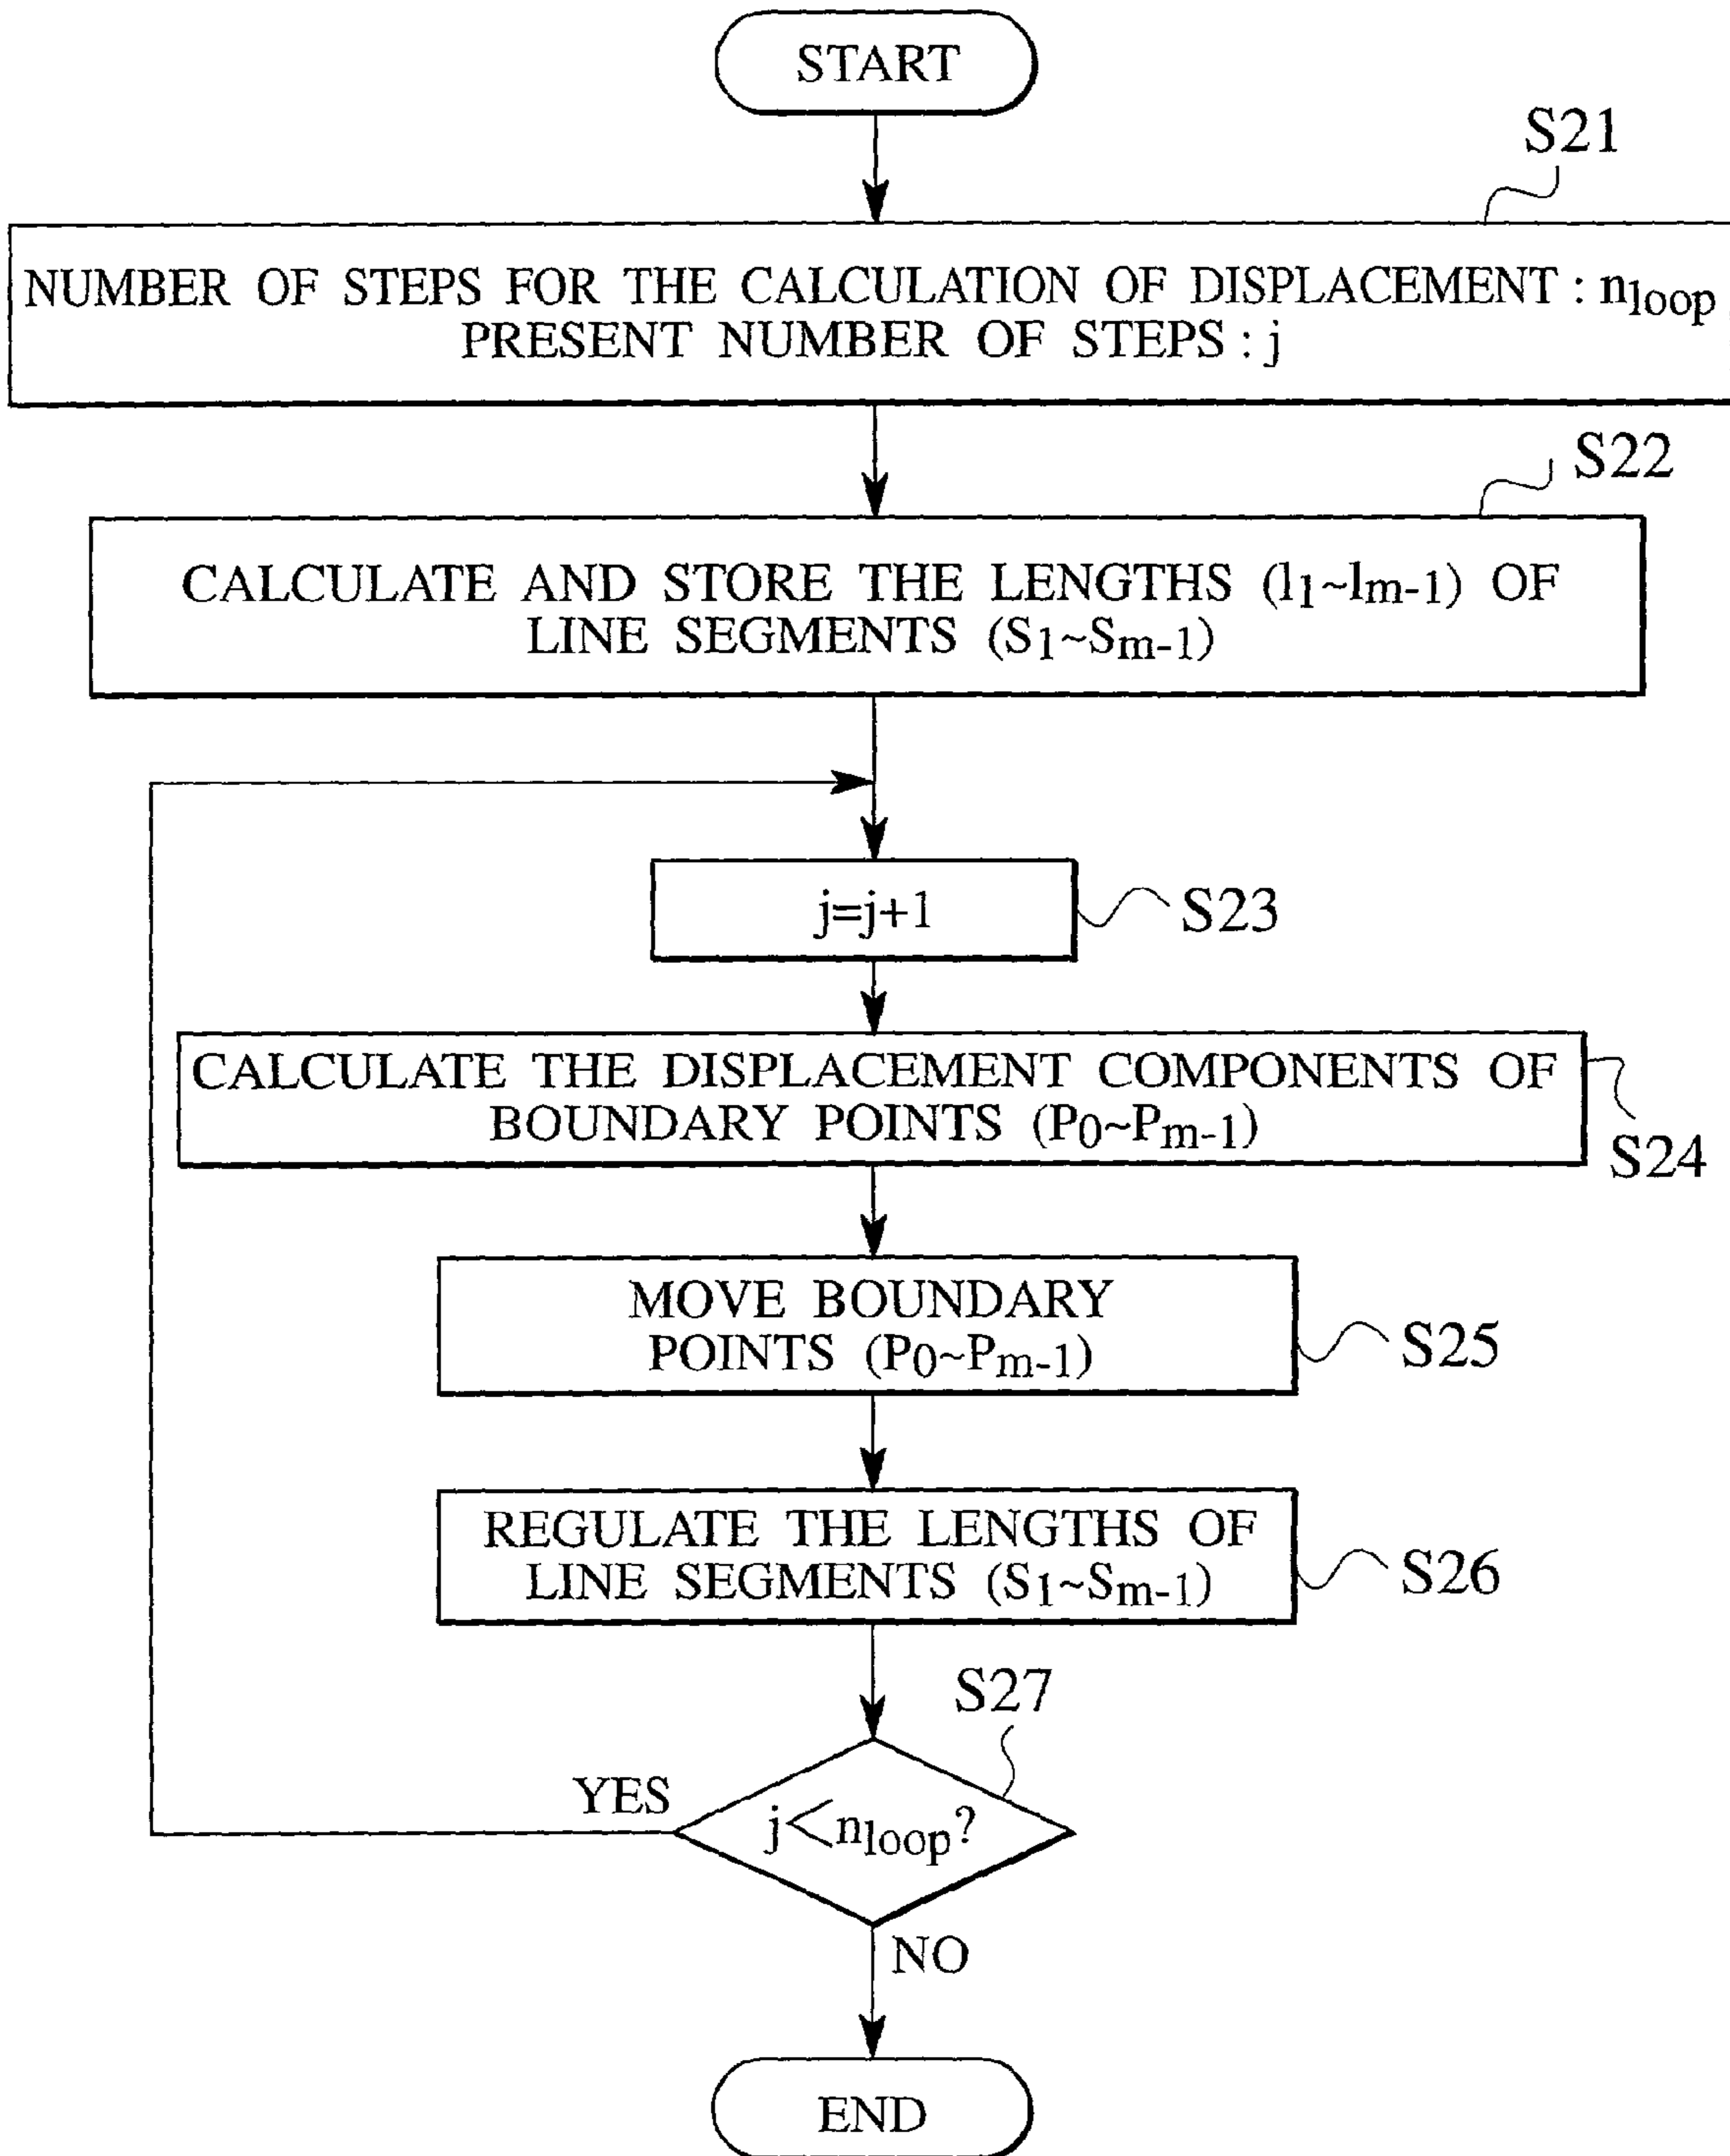 START
S21
NUMBER OF STEPS FOR THE CALCULATION OF DISPLACEMENT : nloop
PRESENT NUMBER OF STEPS : j
S22
CALCULATE AND STORE THE LENGTHS (l1~lm-1) OF
LINE SEGMENTS (S1~Sm-1)
j=j+1
S23
CALCULATE THE DISPLACEMENT COMPONENTS OF
BOUNDARY POINTS (P0~Pm-1)
S24
MOVE BOUNDARY
POINTS (P0~Pm-1)
S25
REGULATE THE LENGTHS OF
LINE SEGMENTS (S1~Sm-1)
S26
S27
YES
j<nloop?
NO
END